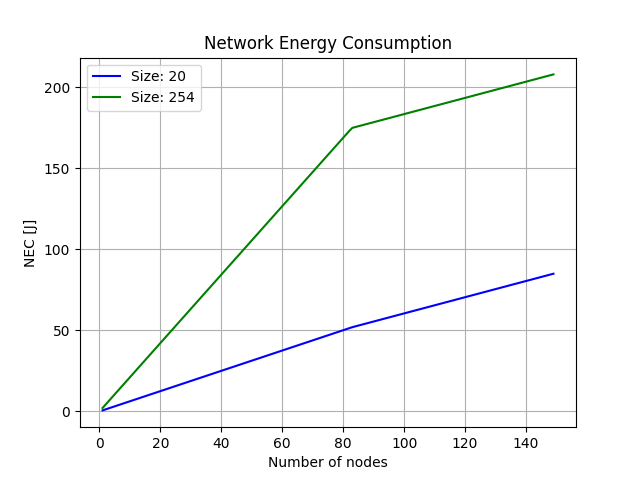 Network Energy Consumption
Size: 20
Size: 254
200
150
100
50
0
NEC [J]
0 20 40 60 80 100 120 140
Number of nodes